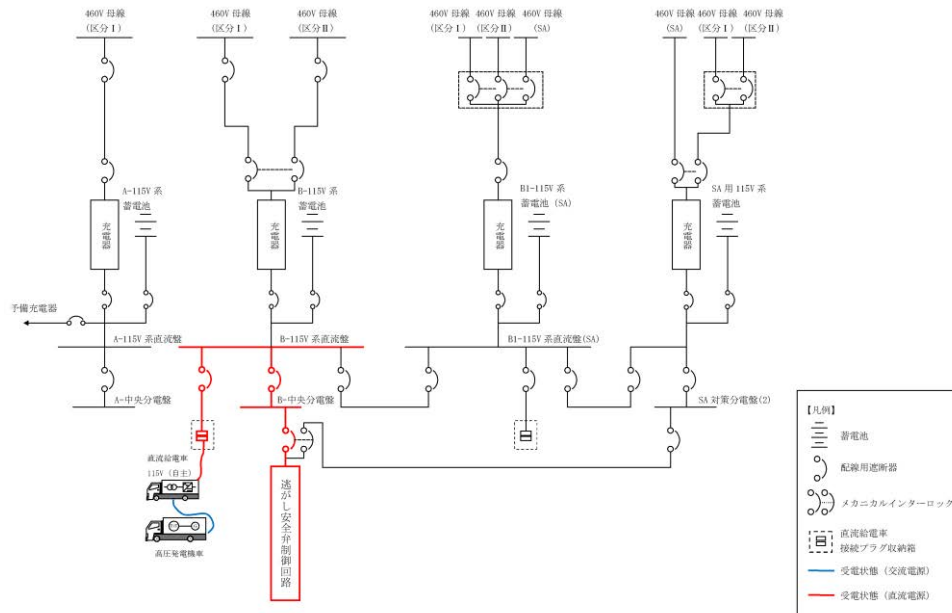 460V 母線
(区分Ⅰ)
460V 母線
(区分Ⅰ)
460V 母線
(区分Ⅱ)
460V 母線
(区分Ⅰ)
460V 母線
(区分Ⅱ)
460V 母線
(SA)
460V 母線
(SA)
460V 母線
(区分Ⅰ)
460V 母線
(区分Ⅱ)
A-115V 系
蓄電池
充電器
B-115V 系
蓄電池
充電器
B1-115V 系
蓄電池 (SA)
充電器
SA 用 115V 系
蓄電池
充電器
予備充電器
A-115V 系直流盤
B-115V 系直流盤
B1-115V 系直流盤(SA)
A-中央分電盤
B-中央分電盤
SA 対策分電盤(2)
直流給電車
115V (自主)
高圧発電機車
逃がし安全弁制御回路
【凡例】
蓄電池
配線用遮断器
メカニカルインターロック
直流給電車
接続プラグ収納箱
受電状態 (交流電源)
受電状態 (直流電源)